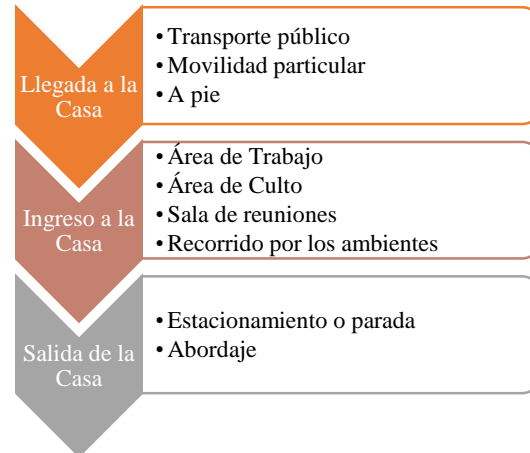 Llegada a la
Casa
• Transporte público
• Movilidad particular
• A pie
Ingreso a la
Casa
• Área de Trabajo
• Área de Culto
• Sala de reuniones
• Recorrido por los ambientes
Salida de la
Casa
• Estacionamiento o parada
• Abordaje